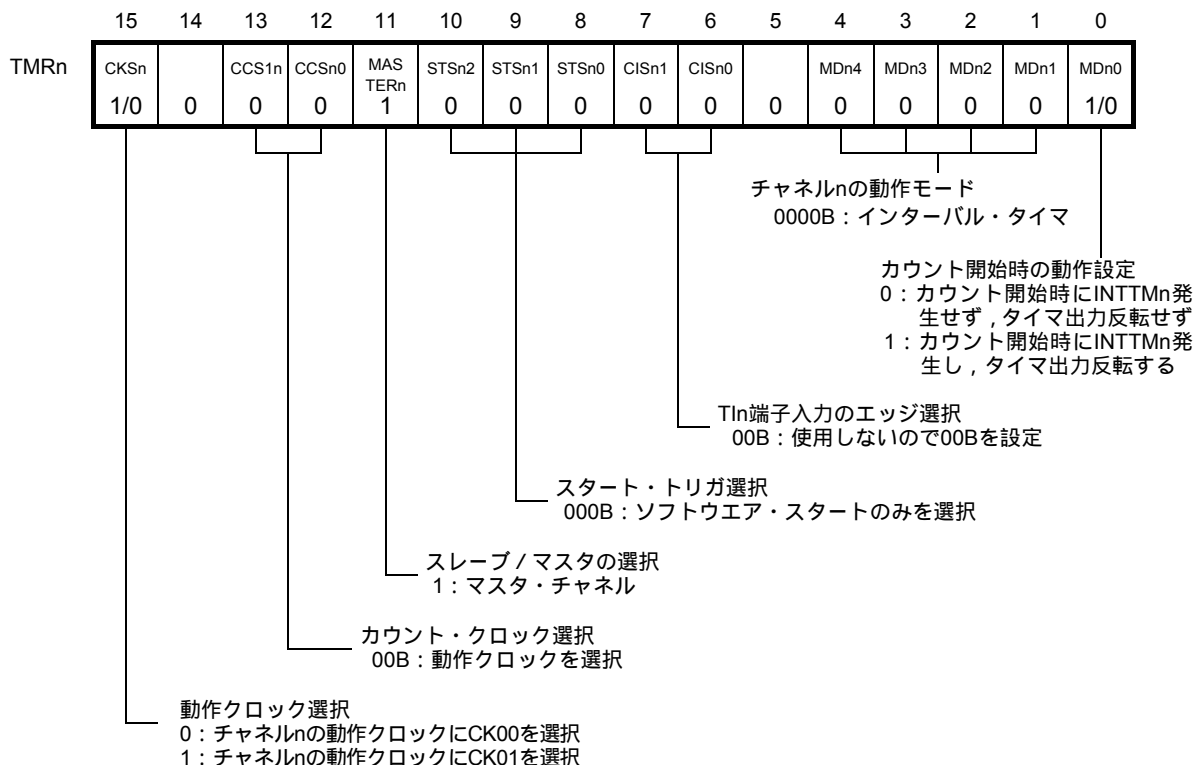 15 14 13 12 11 10 9 8 7 6 5 4 3 2 1 0
TMRn
CKSn CCS1n CCSn0 MAS STSn2 STSn1 STSn0 CISn1 CISn0 MDn4 MDn3 MDn2 MDn1 MDn0
TERn
1/0 0 0 0 1 0 0 0 0 0 0 0 0 0 0 1/0
チャネルnの動作モード
0000B：インターバル・タイマ
カウント開始時の動作設定
0：カウント開始時にINTTMn発
生せず，タイマ出力反転せず
1：カウント開始時にINTTMn発
生し，タイマ出力反転する
TIn端子入力のエッジ選択
00B：使用しないので00Bを設定
スタート・トリガ選択
000B：ソフトウエア・スタートのみを選択
スレーブ／マスタの選択
1：マスタ・チャネル
カウント・クロック選択
00B：動作クロックを選択
動作クロック選択
0：チャネルnの動作クロックにCK00を選択
1：チャネルnの動作クロックにCK01を選択